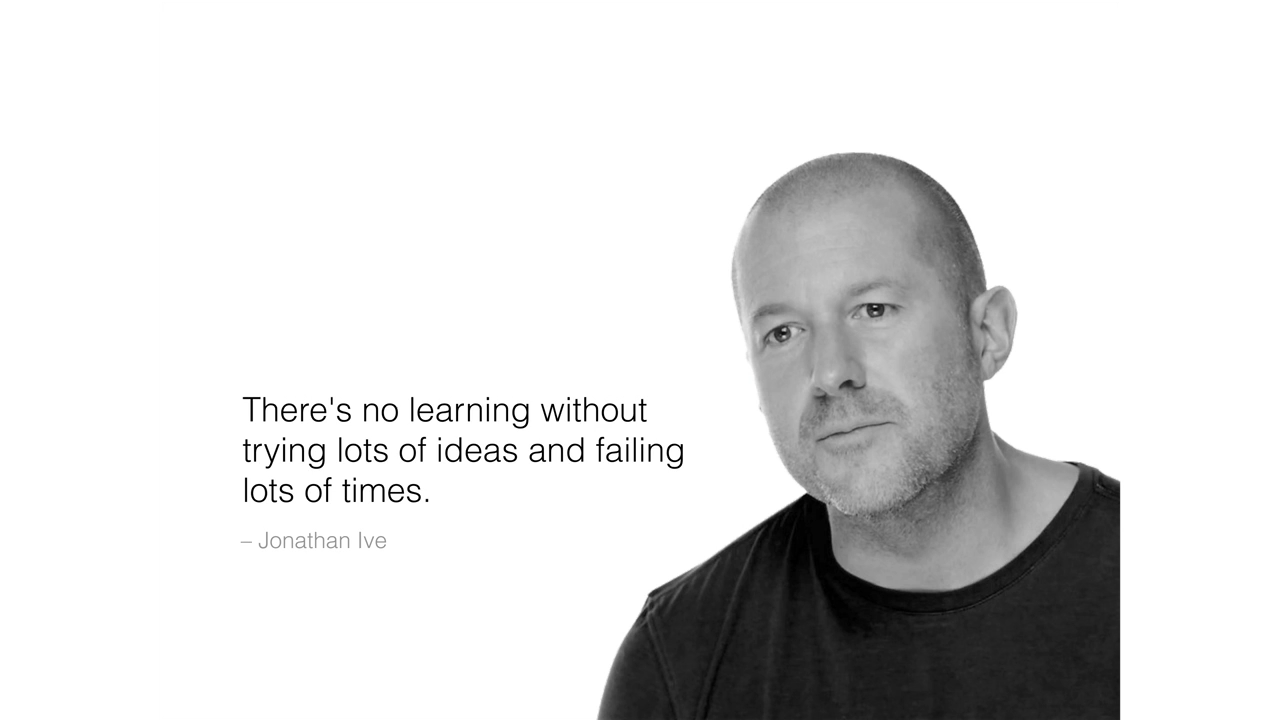 There's no learning without
trying lots of ideas and failing
lots of times.
– Jonathan Ive